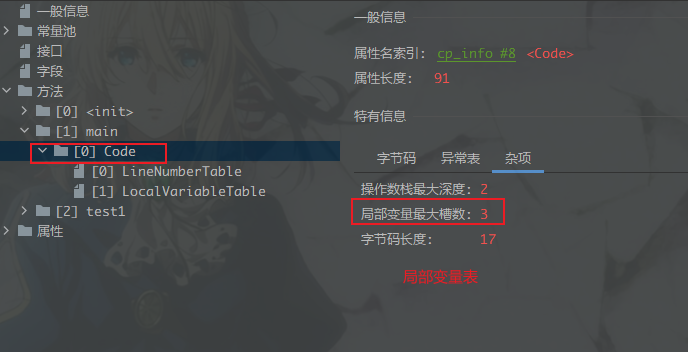 一般信息
常量池
接口
字段
方法
[0] <init>
[1] main
[0] Code
[0] LineNumberTable
[1] LocalVariableTable
[2] test1
属性
一般信息
属性名索引: cp_info #8 <Code>
属性长度: 91
特有信息
字节码 异常表 杂项
操作数栈最大深度: 2
局部变量最大槽数: 3
字节码长度: 17
局部变量表